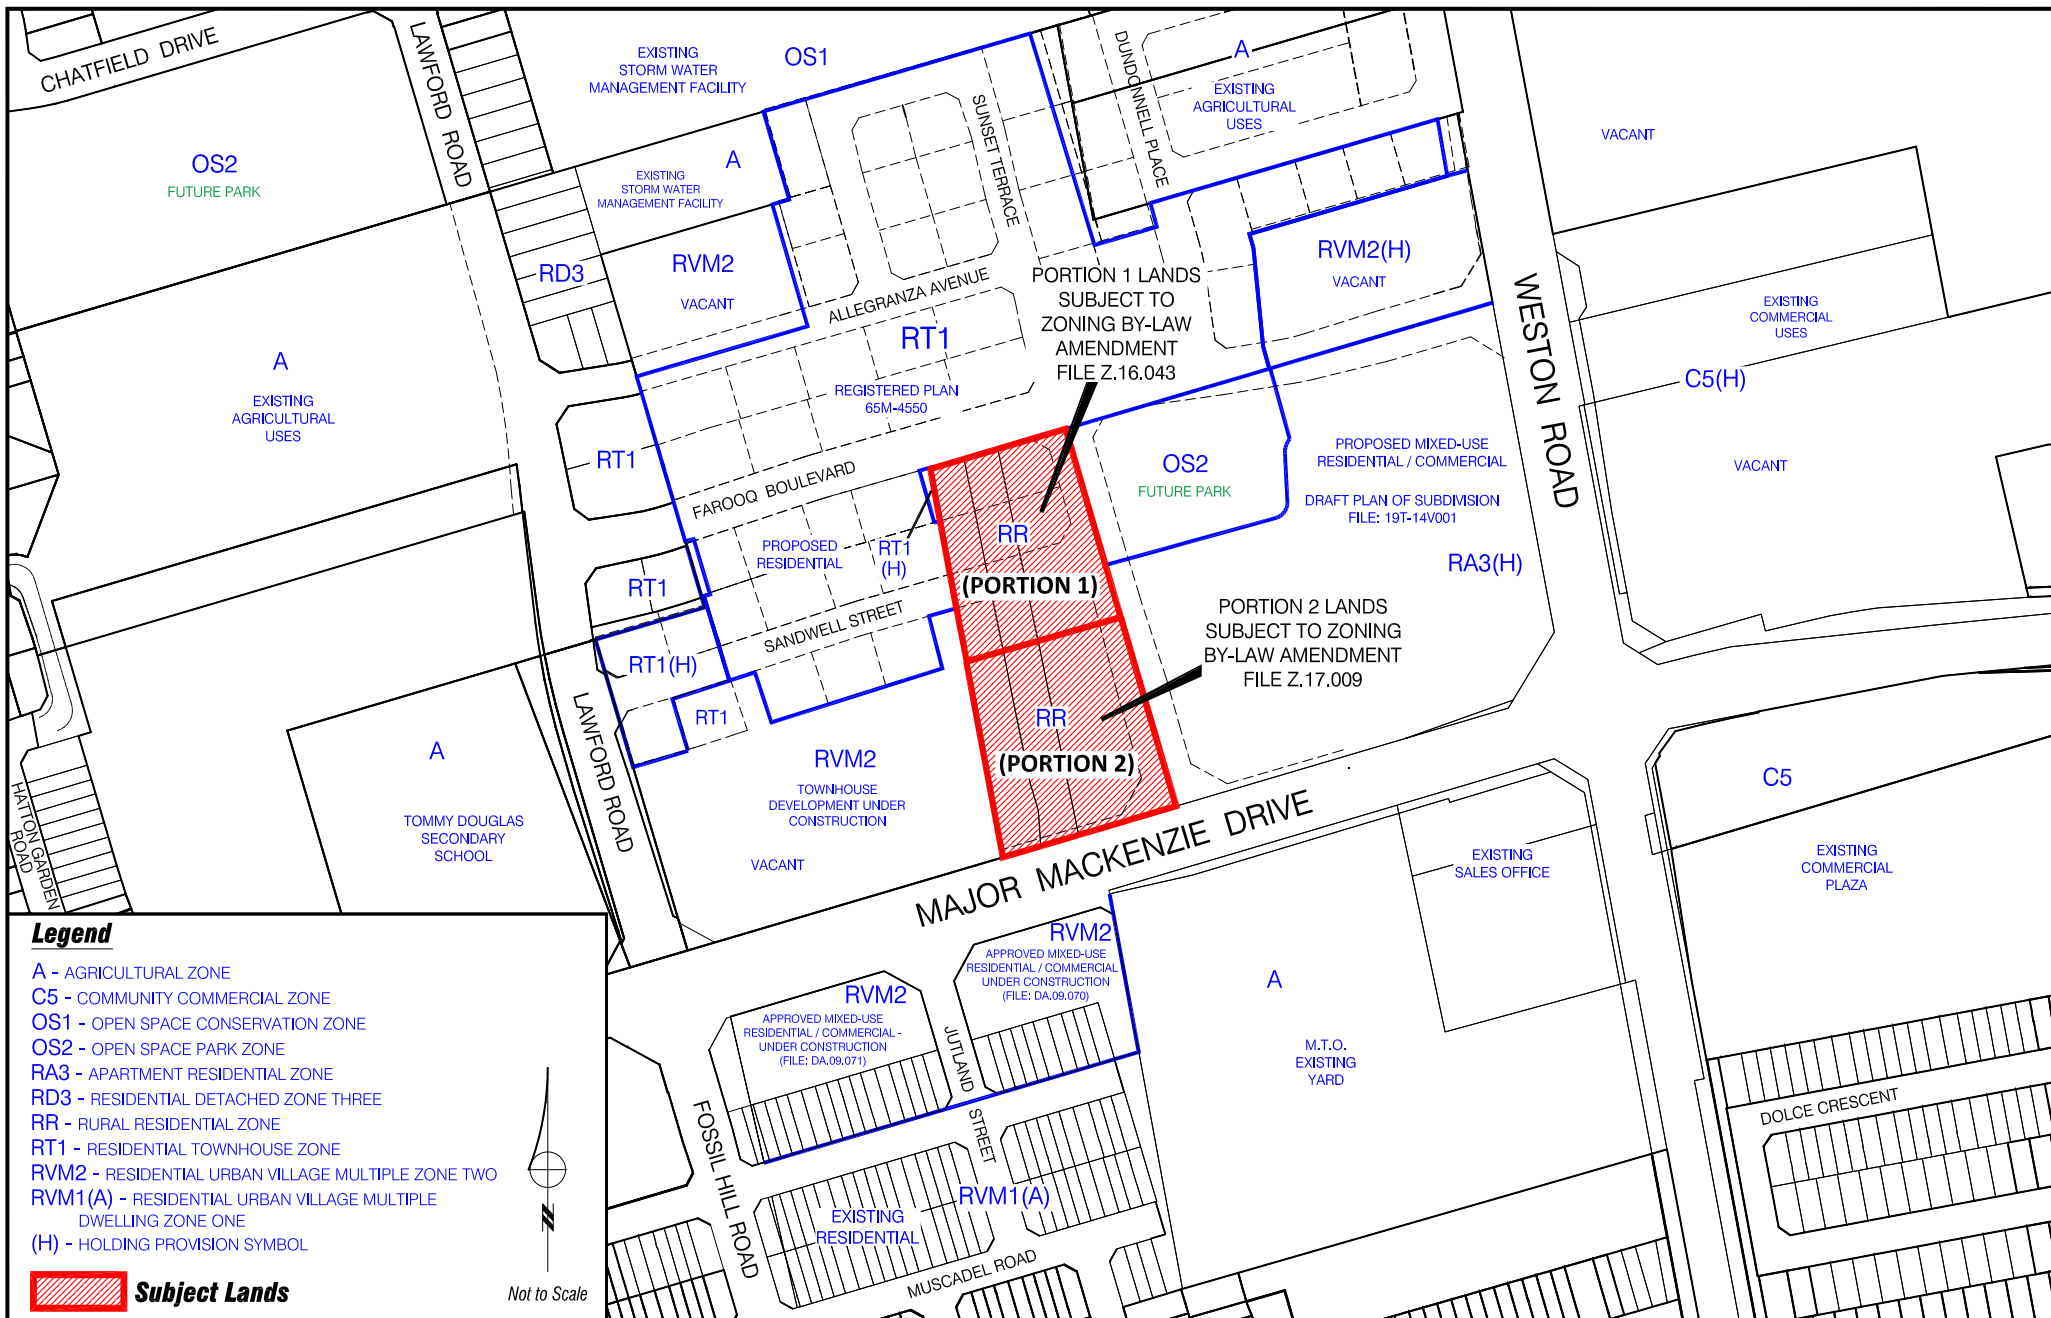 CHATFIELD DRIVE
LAWFORD ROAD
EXISTING
STORM WATER
MANAGEMENT FACILITY
OS1
SUNSET TERRACE
DUNDONNELL PLACE
A
EXISTING
AGRICULTURAL
USES
VACANT
OS2
FUTURE PARK
A
EXISTING
STORM WATER
MANAGEMENT FACILITY
RD3
RVM2
VACANT
ALLEGRANZA AVENUE
RT1
REGISTERED PLAN
65M-4550
PORTION 1 LANDS
SUBJECT TO
ZONING BY-LAW
AMENDMENT
FILE Z.16.043
RVM2(H)
VACANT
WESTON ROAD
EXISTING
COMMERCIAL
USES
C5(H)
VACANT
A
EXISTING
AGRICULTURAL
USES
RT1
FAROOQ BOULEVARD
OS2
FUTURE PARK
PROPOSED MIXED-USE
RESIDENTIAL / COMMERCIAL
DRAFT PLAN OF SUBDIVISION
FILE: 19T-14V001
RA3(H)
PROPOSED
RESIDENTIAL
RT1
(H)
RR
(PORTION 1)
RT1
SANDWELL STREET
PORTION 2 LANDS
SUBJECT TO ZONING
BY-LAW AMENDMENT
FILE Z.17.009
RT1(H)
RT1
RR
(PORTION 2)
LAWFORD ROAD
RVM2
TOWNHOUSE
DEVELOPMENT UNDER
CONSTRUCTION
VACANT
A
TOMMY DOUGLAS
SECONDARY
SCHOOL
HATTON GARDEN
ROAD
MAJOR MACKENZIE DRIVE
C5
EXISTING
COMMERCIAL
PLAZA
EXISTING
SALES OFFICE
RVM2
APPROVED MIXED-USE
RESIDENTIAL / COMMERCIAL
UNDER CONSTRUCTION
(FILE: DA.09.070)
RVM2
APPROVED MIXED-USE
RESIDENTIAL / COMMERCIAL -
UNDER CONSTRUCTION
(FILE: DA.09.071)
JUTLAND STREET
A
M.T.O.
EXISTING
YARD
DOLCE CRESCENT
FOSSIL HILL ROAD
RVM1(A)
EXISTING
RESIDENTIAL
MUSCADEL ROAD
Legend
A - AGRICULTURAL ZONE
C5 - COMMUNITY COMMERCIAL ZONE
OS1 - OPEN SPACE CONSERVATION ZONE
OS2 - OPEN SPACE PARK ZONE
RA3 - APARTMENT RESIDENTIAL ZONE
RD3 - RESIDENTIAL DETACHED ZONE THREE
RR - RURAL RESIDENTIAL ZONE
RT1 - RESIDENTIAL TOWNHOUSE ZONE
RVM2 - RESIDENTIAL URBAN VILLAGE MULTIPLE ZONE TWO
RVM1(A) - RESIDENTIAL URBAN VILLAGE MULTIPLE
DWELLING ZONE ONE
(H) - HOLDING PROVISION SYMBOL
Subject Lands
N
Not to Scale